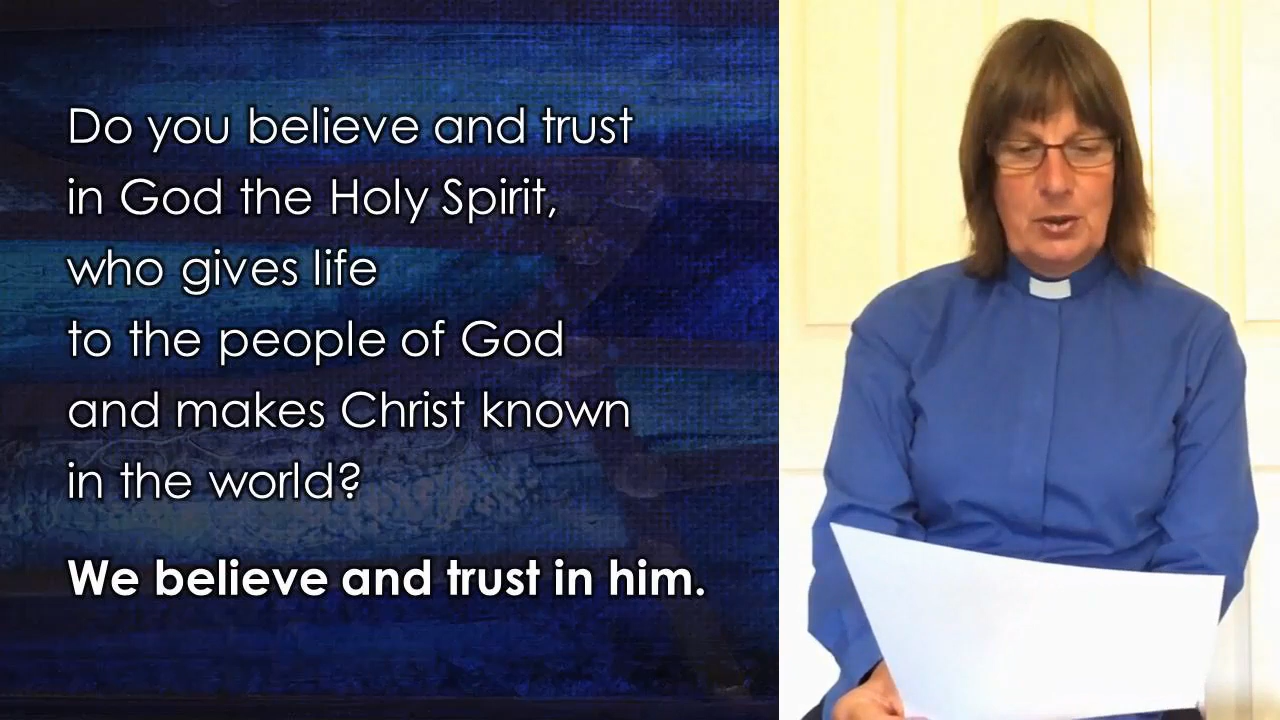 Do you believe and trust
in God the Holy Spirit,
who gives life
to the people of God
and makes Christ known
in the world?
We believe and trust in him.